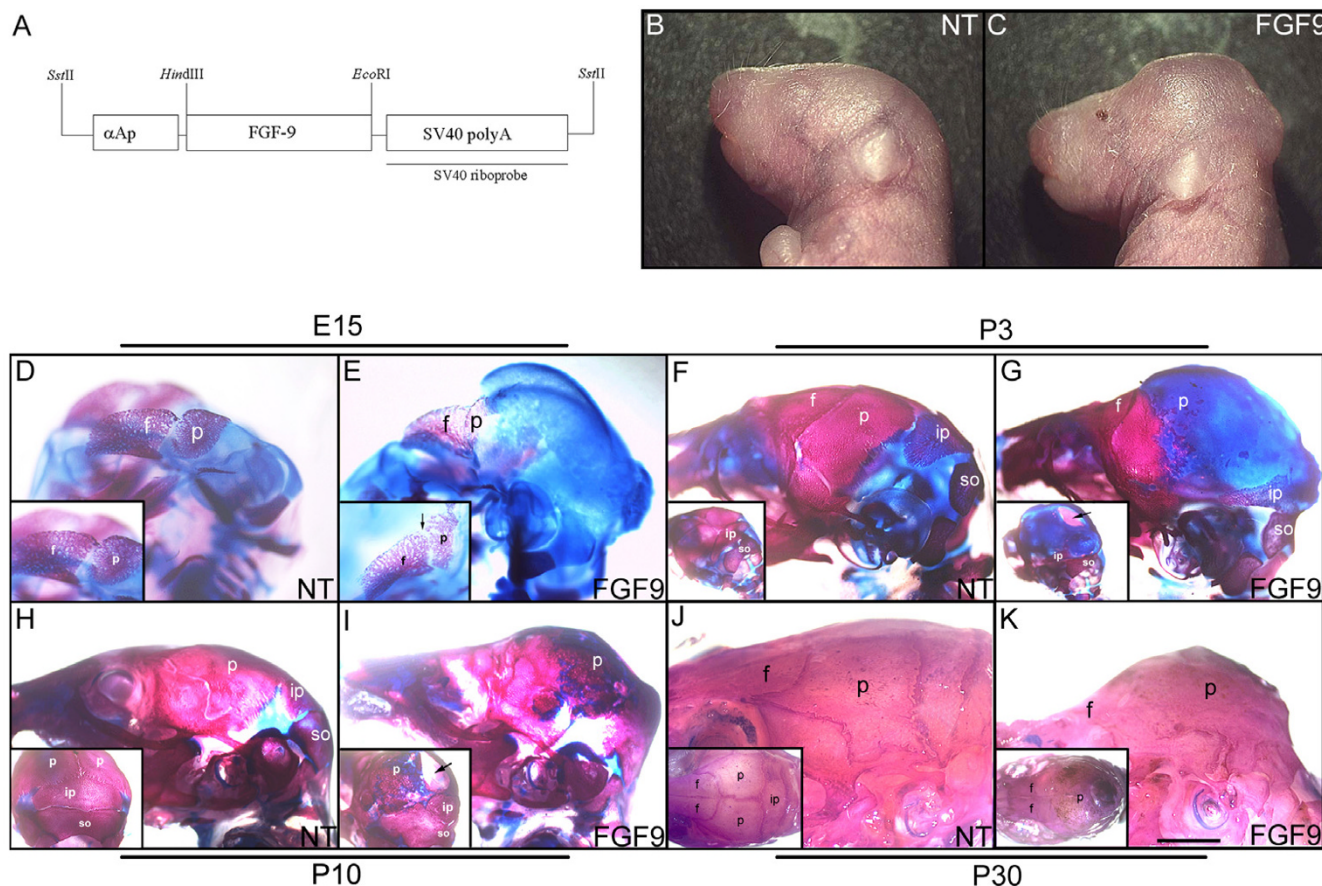 A
B
NT
C
FGF9
SstII
HindIII
EcoRI
SstII
αAp
FGF-9
SV40 polyA
SV40 riboprobe
E15
P3
D
f
p
f
p
NT
E
f
p
f
p
FGF9
F
f
p
ip
so
ip
so
NT
G
f
p
ip
so
ip
so
FGF9
H
p
ip
so
p
p
ip
so
NT
I
p
p
ip
so
FGF9
J
f
p
f
p
f
p
ip
NT
K
f
p
f
f
p
FGF9
P10
P30